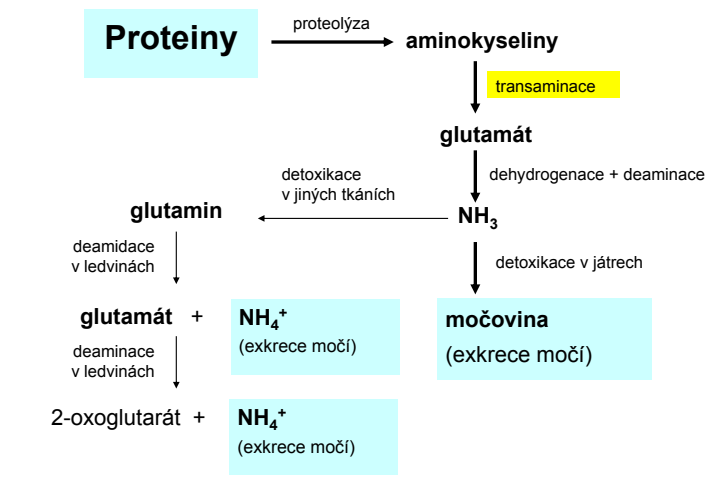 Proteiny
proteolýza
aminokyseliny
transaminace
glutamát
dehydrogenace + deaminace
detoxikace
v jiných tkáních
glutamin
NH₃
deamidace
v ledvinách
detoxikace v játrech
glutamát +
NH₄⁺
(exkrece močí)
močovina
(exkrece močí)
deaminace
v ledvinách
2-oxoglutarát +
NH₄⁺
(exkrece močí)